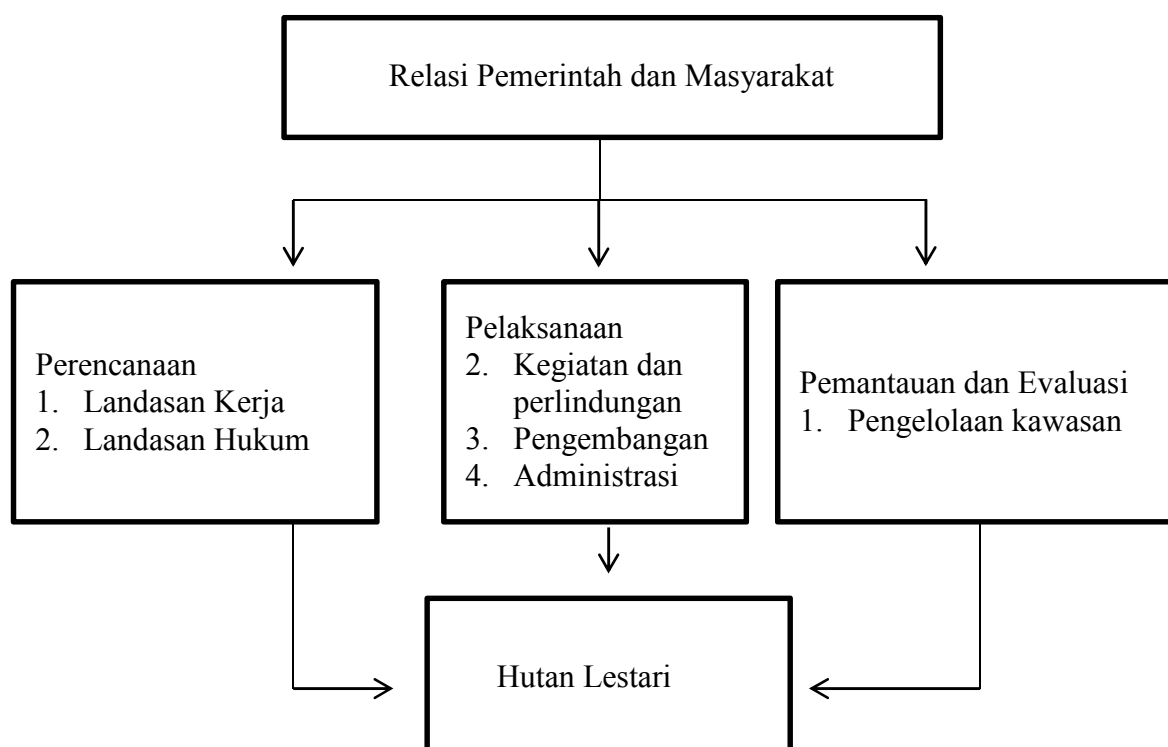 Relasi Pemerintah dan Masyarakat
Perencanaan
1. Landasan Kerja
2. Landasan Hukum
Pelaksanaan
2. Kegiatan dan
perlindungan
3. Pengembangan
4. Administrasi
Pemantauan dan Evaluasi
1. Pengelolaan kawasan
Hutan Lestari